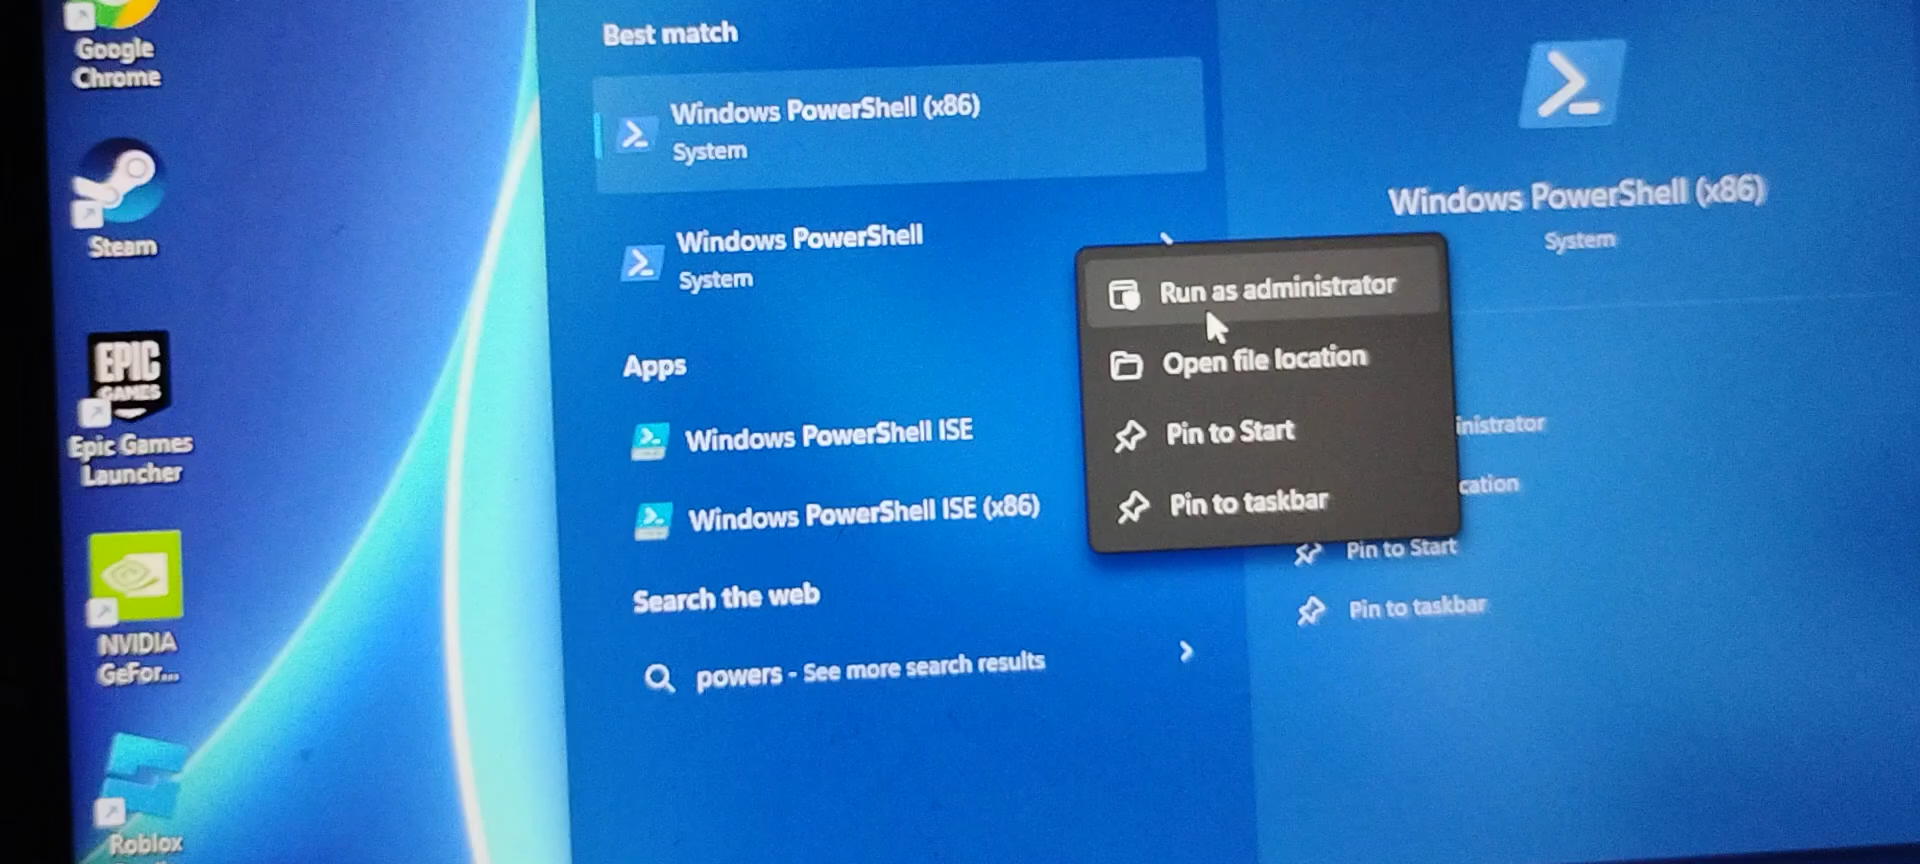 Google
Chrome
Steam
EPIC
GAMES
Epic Games
Launcher
NVIDIA
GeFor...
Roblox
Best match
Windows PowerShell (x86)
System
Windows PowerShell
System
Apps
Windows PowerShell ISE
Windows PowerShell ISE (x86)
Search the web
powers - See more search results
Run as administrator
Open file location
Pin to Start
Pin to taskbar
Windows PowerShell (x86)
System
inistrator
cation
Pin to Start
Pin to taskbar